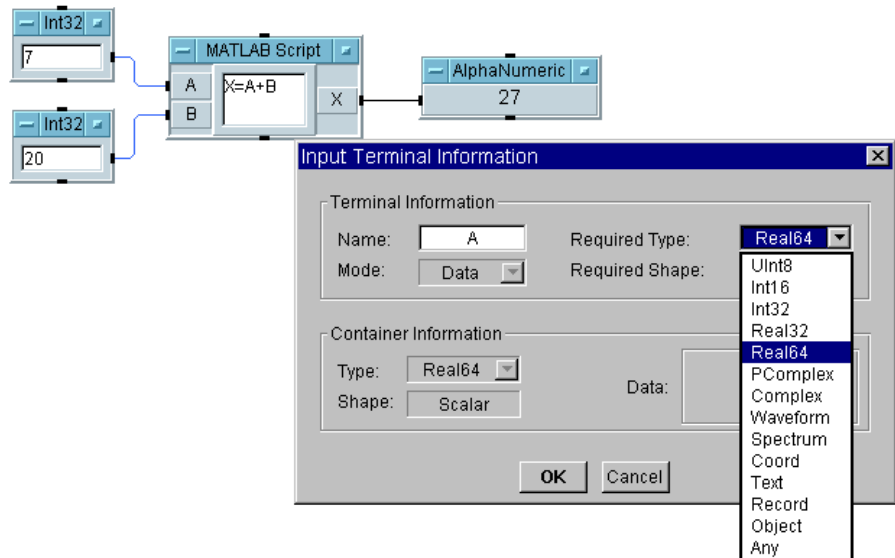 Int32
7
MATLAB Script
A
X=A+B
X
B
AlphaNumeric
27
Int32
20
Input Terminal Information
Terminal Information
Name: A
Required Type: Real64
Mode: Data
Required Shape:
UInt8
Int16
Int32
Real32
Real64
PComplex
Complex
Waveform
Spectrum
Coord
Text
Record
Object
Any
Container Information
Type: Real64
Shape: Scalar
Data:
OK Cancel